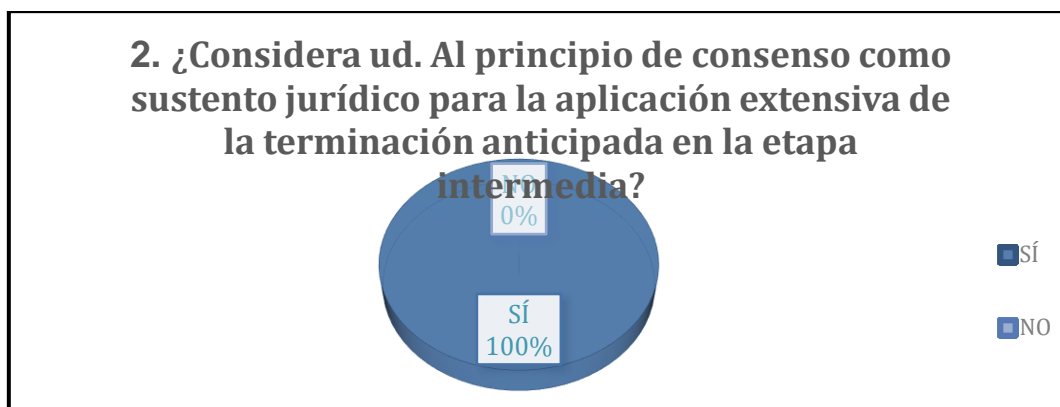 2. ¿Considera ud. Al principio de consenso como
sustento jurídico para la aplicación extensiva de
la terminación anticipada en la etapa
intermedia?
NO
0%
SÍ
100%
SÍ
NO